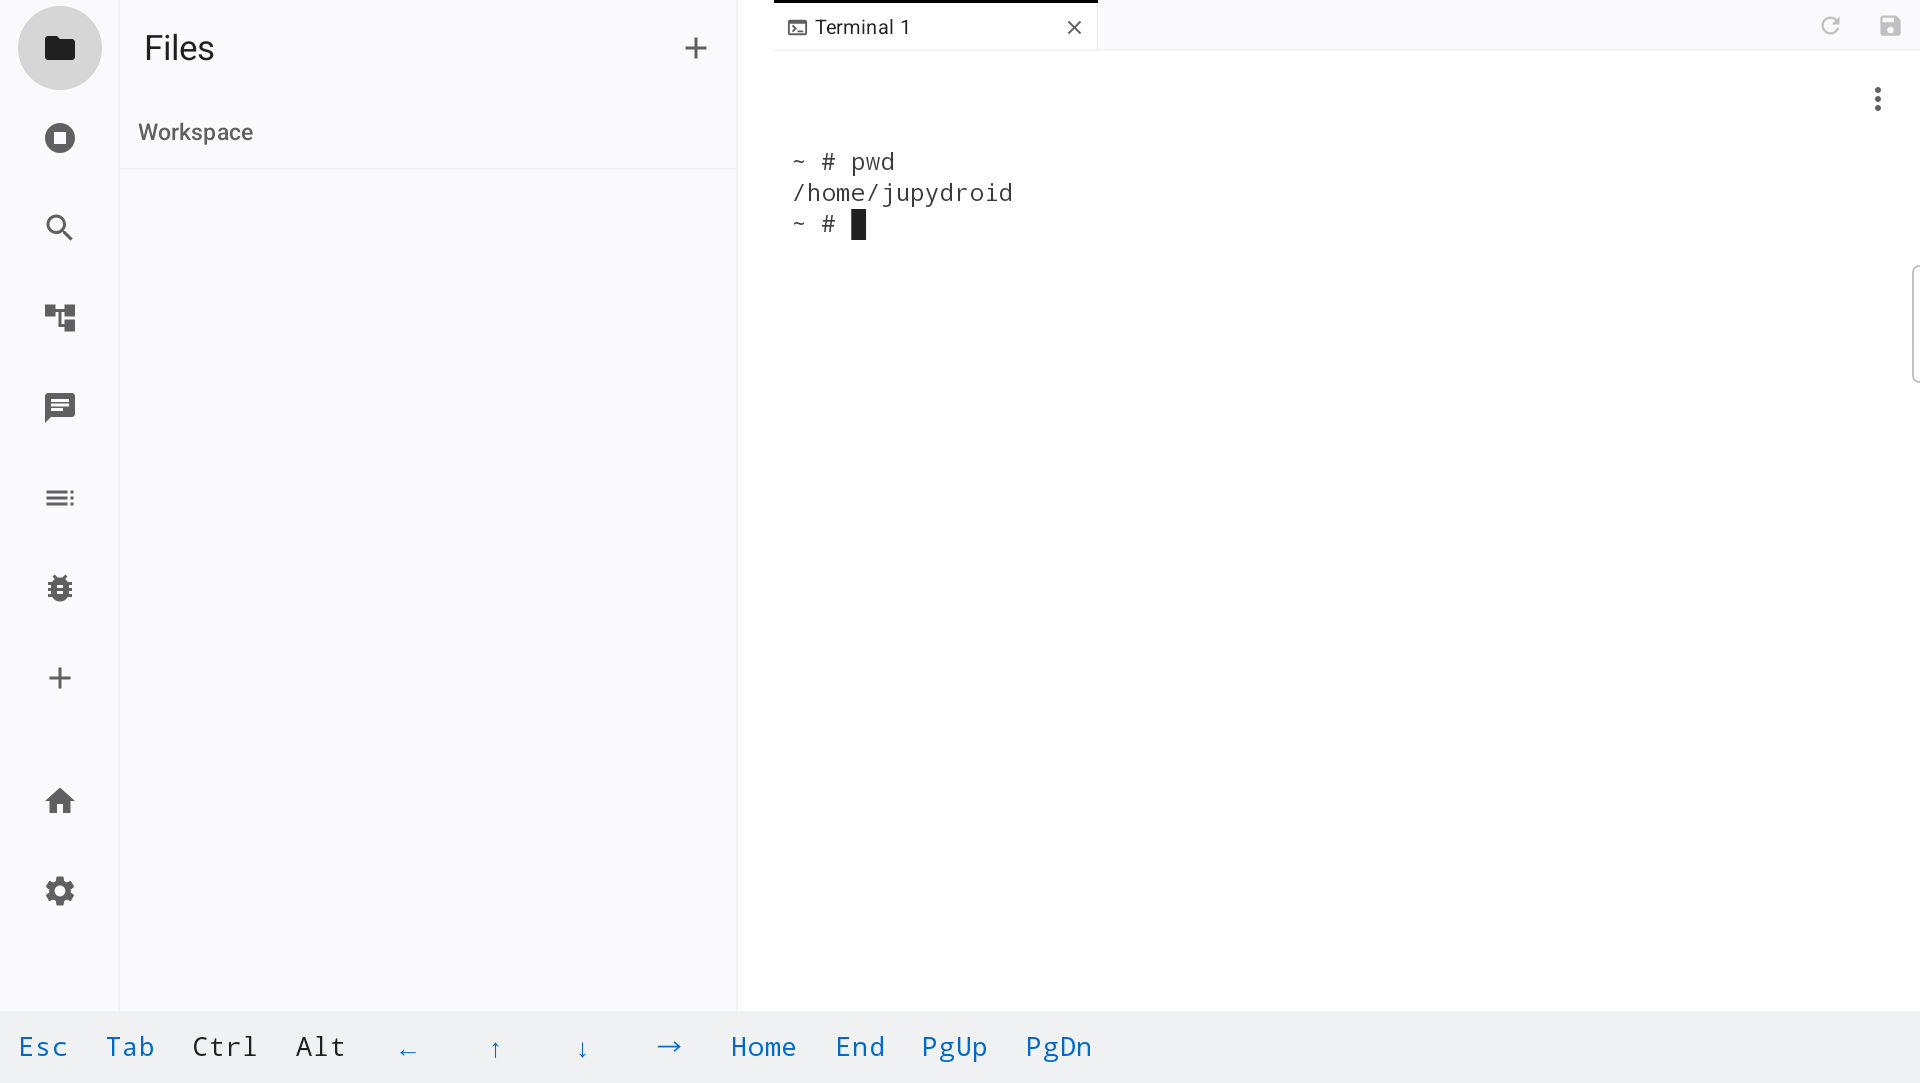 Files
Workspace
Terminal 1
~ # pwd
/home/jupydroid
~ #
Esc Tab Ctrl Alt ← ↑ ↓ → Home End PgUp PgDn